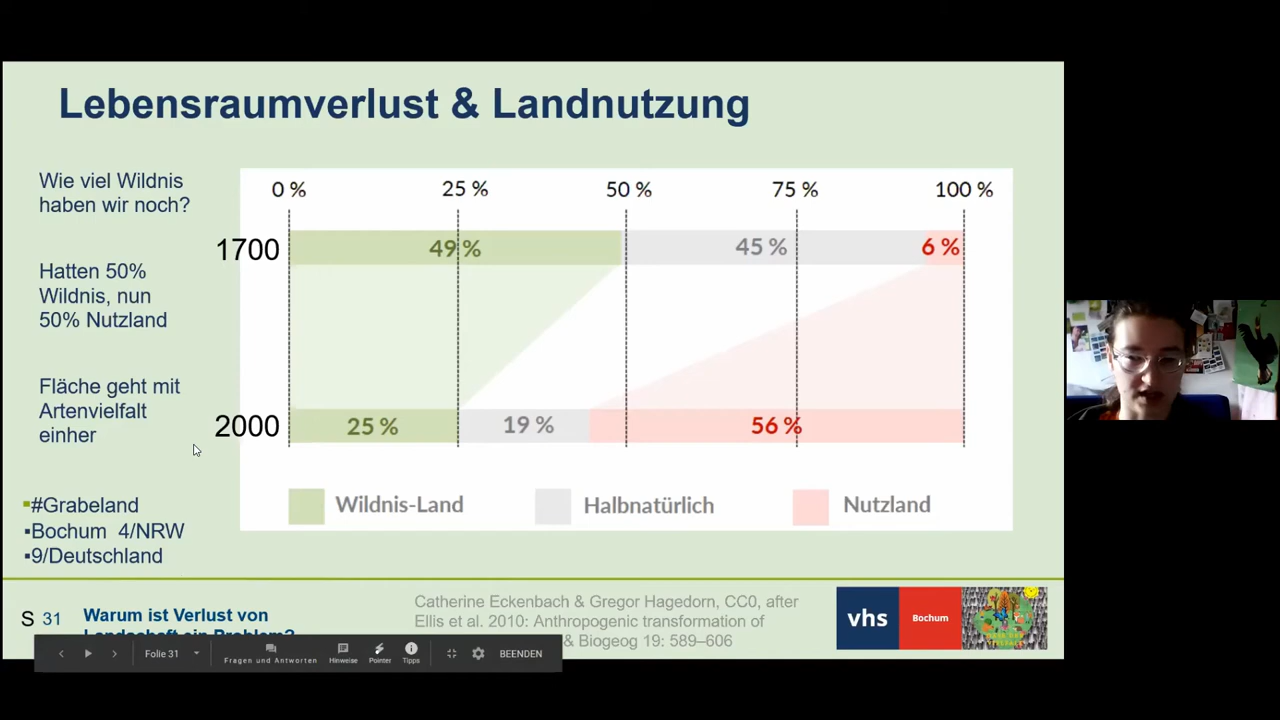 Lebensraumverlust & Landnutzung
Wie viel Wildnis
haben wir noch?
Hatten 50%
Wildnis, nun
50% Nutzland
Fläche geht mit
Artenvielfalt
einher
#Grabeland
Bochum 4/NRW
9/Deutschland
0 % 25 % 50 % 75 % 100 %
1700 49 % 45 % 6 %
2000 25 % 19 % 56 %
Wildnis-Land Halbnatürlich Nutzland
S 31 Warum ist Verlust von
Landschaft ein Problem?
Catherine Eckenbach & Gregor Hagedorn, CC0, after
Ellis et al. 2010: Anthropogenic transformation of
& Biogeog 19: 589–606
vhs Bochum
Folie 31 Fragen und Antworten Hinweise Pointer Tipps BEENDEN